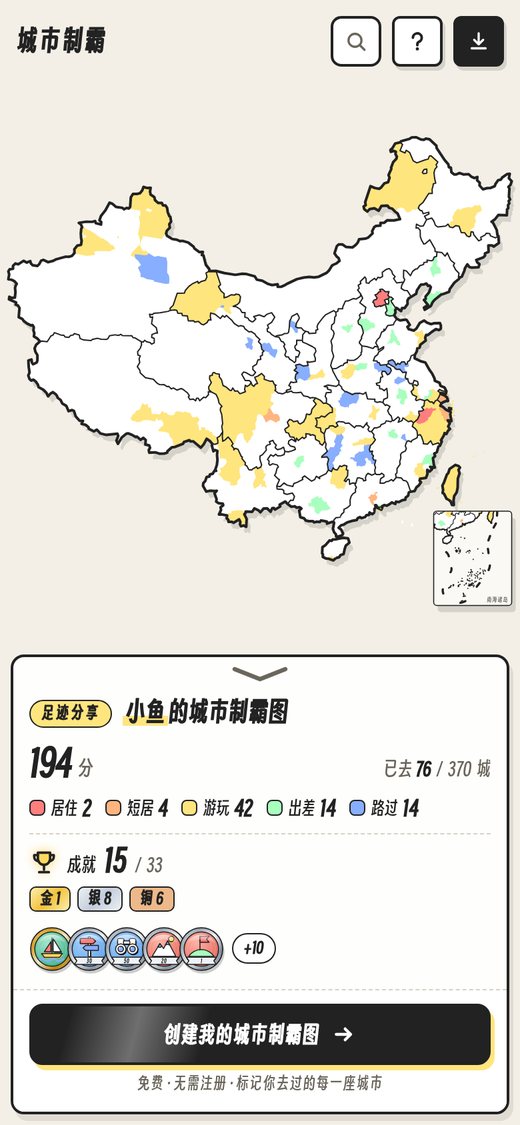 城市制霸
?
南海诸岛
足迹分享 小鱼的城市制霸图
194 分 已去 76 / 370 城
居住 2 短居 4 游玩 42 出差 14 路过 14
成就 15 / 33
金1 银8 铜6
10 50 20 1 +10
创建我的城市制霸图 →
免费 · 无需注册 · 标记你去过的每一座城市